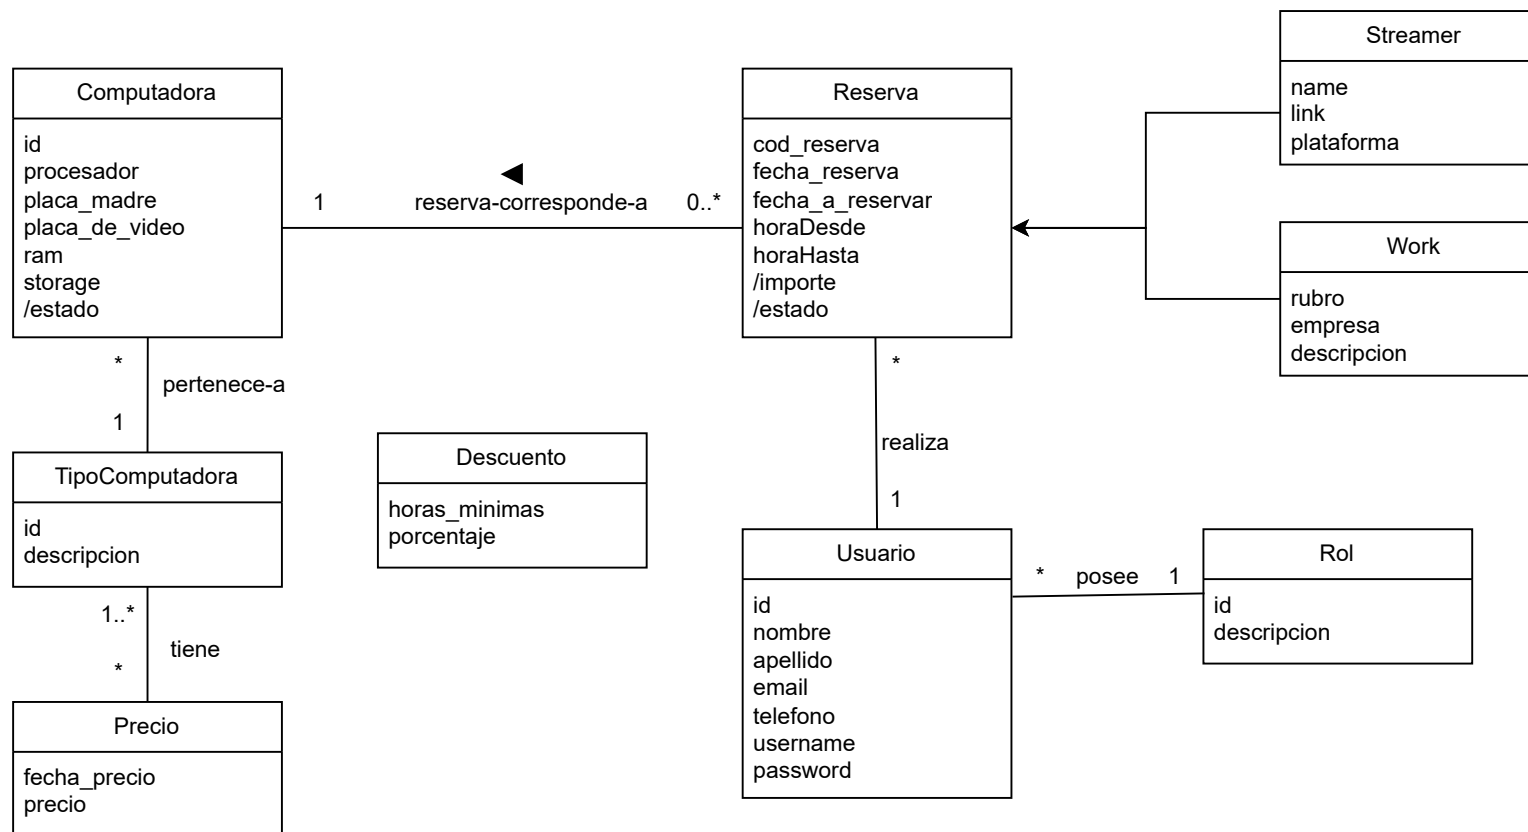 Streamer
name
link
plataforma
Computadora
id
procesador
placa_madre
placa_de_video
ram
storage
/estado
1
reserva-corresponde-a
0..*
Reserva
cod_reserva
fecha_reserva
fecha_a_reservar
horaDesde
horaHasta
/importe
/estado
Work
rubro
empresa
descripcion
*
pertenece-a
1
*
realiza
1
TipoComputadora
id
descripcion
Descuento
horas_minimas
porcentaje
Usuario
id
nombre
apellido
email
telefono
username
password
*
posee
1
Rol
id
descripcion
1..*
tiene
*
Precio
fecha_precio
precio